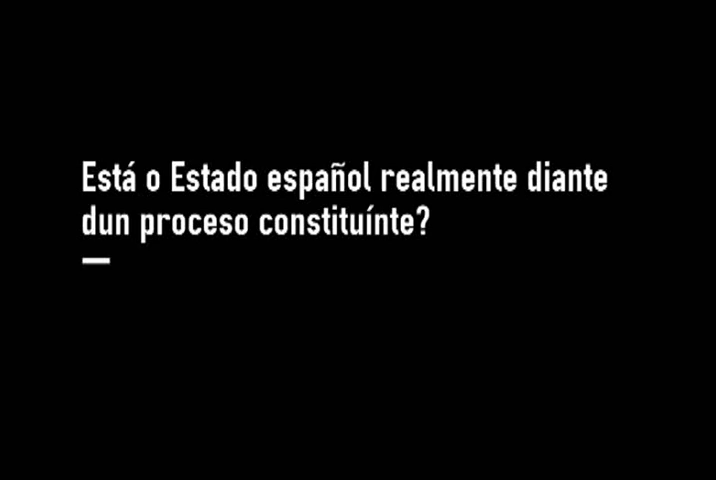 Está o Estado español realmente diante
dun proceso constituínte?